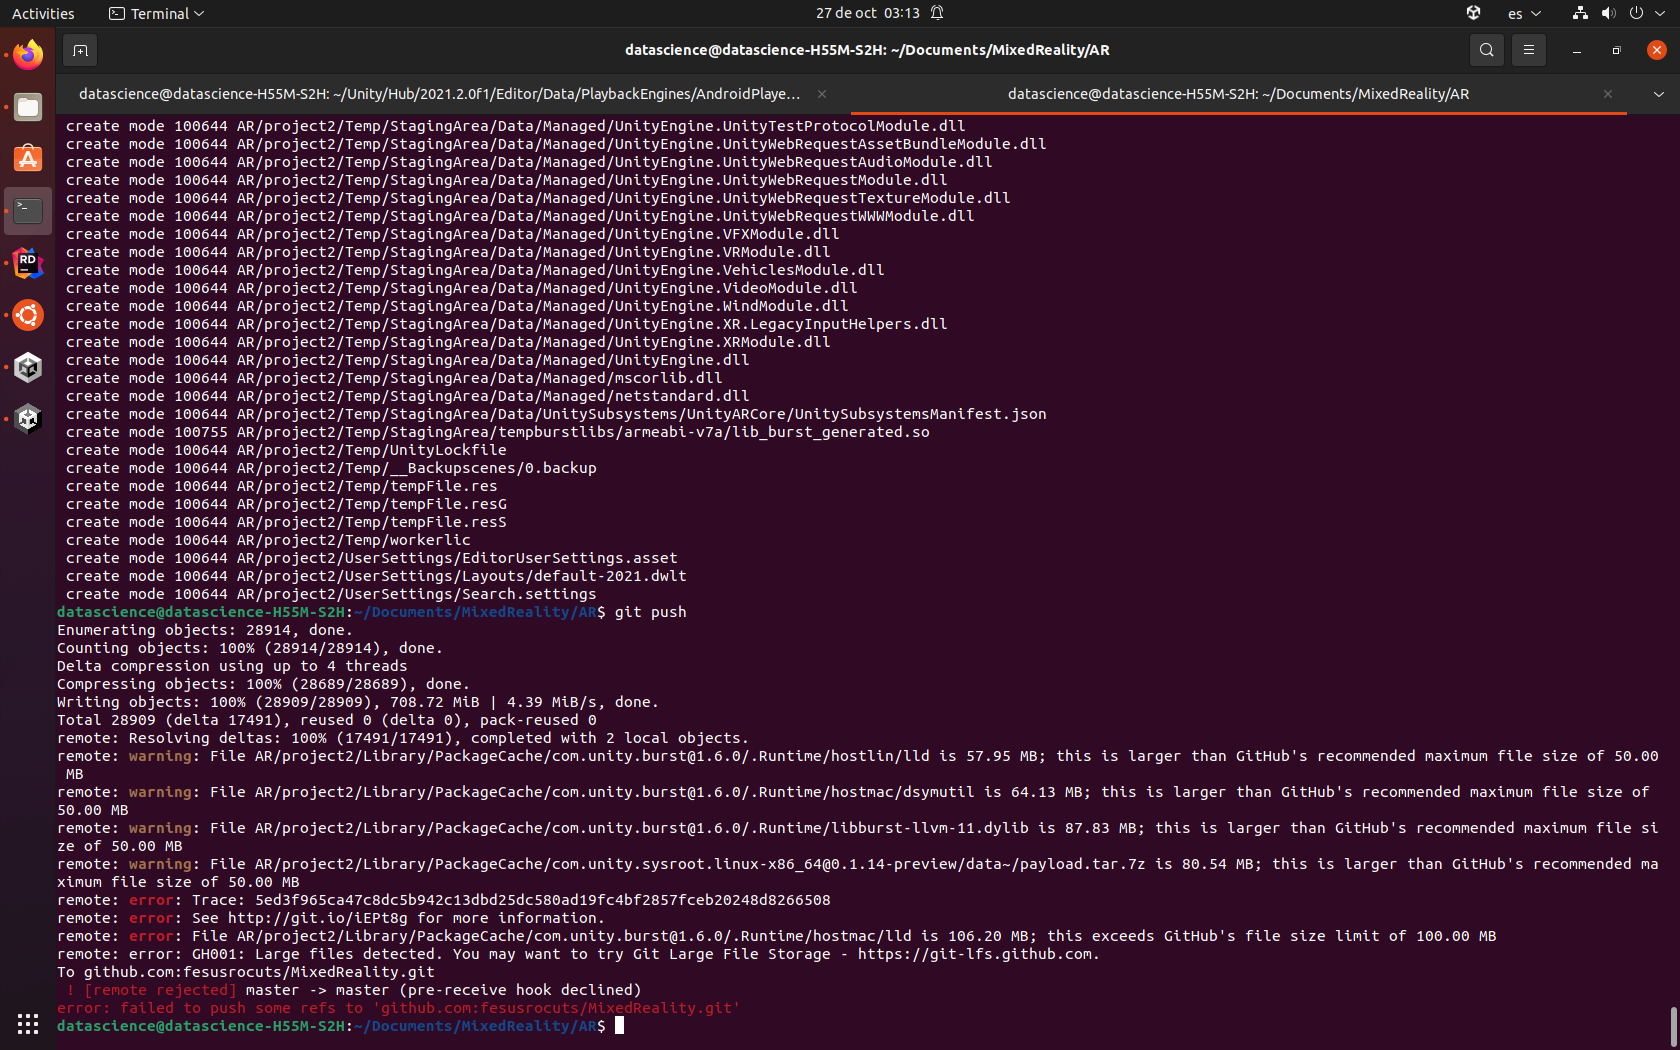 Activities
Terminal
27 de oct 03:13
es
datascience@datascience-H55M-S2H: ~/Documents/MixedReality/AR
datascience@datascience-H55M-S2H: ~/Unity/Hub/2021.2.0f1/Editor/Data/PlaybackEngines/AndroidPlaye...
datascience@datascience-H55M-S2H: ~/Documents/MixedReality/AR
create mode 100644 AR/project2/Temp/StagingArea/Data/Managed/UnityEngine.UnityTestProtocolModule.dll
create mode 100644 AR/project2/Temp/StagingArea/Data/Managed/UnityEngine.UnityWebRequestAssetBundleModule.dll
create mode 100644 AR/project2/Temp/StagingArea/Data/Managed/UnityEngine.UnityWebRequestAudioModule.dll
create mode 100644 AR/project2/Temp/StagingArea/Data/Managed/UnityEngine.UnityWebRequestModule.dll
create mode 100644 AR/project2/Temp/StagingArea/Data/Managed/UnityEngine.UnityWebRequestTextureModule.dll
create mode 100644 AR/project2/Temp/StagingArea/Data/Managed/UnityEngine.UnityWebRequestWWWModule.dll
create mode 100644 AR/project2/Temp/StagingArea/Data/Managed/UnityEngine.VFXModule.dll
create mode 100644 AR/project2/Temp/StagingArea/Data/Managed/UnityEngine.VRModule.dll
create mode 100644 AR/project2/Temp/StagingArea/Data/Managed/UnityEngine.VehiclesModule.dll
create mode 100644 AR/project2/Temp/StagingArea/Data/Managed/UnityEngine.VideoModule.dll
create mode 100644 AR/project2/Temp/StagingArea/Data/Managed/UnityEngine.WindModule.dll
create mode 100644 AR/project2/Temp/StagingArea/Data/Managed/UnityEngine.XR.LegacyInputHelpers.dll
create mode 100644 AR/project2/Temp/StagingArea/Data/Managed/UnityEngine.XRModule.dll
create mode 100644 AR/project2/Temp/StagingArea/Data/Managed/UnityEngine.dll
create mode 100644 AR/project2/Temp/StagingArea/Data/Managed/mscorlib.dll
create mode 100644 AR/project2/Temp/StagingArea/Data/Managed/netstandard.dll
create mode 100644 AR/project2/Temp/StagingArea/Data/UnitySubsystems/UnityARCore/UnitySubsystemsManifest.json
create mode 100755 AR/project2/Temp/StagingArea/tempburstlibs/armeabi-v7a/lib_burst_generated.so
create mode 100644 AR/project2/Temp/UnityLockfile
create mode 100644 AR/project2/Temp/__Backupscenes/0.backup
create mode 100644 AR/project2/Temp/tempFile.res
create mode 100644 AR/project2/Temp/tempFile.resG
create mode 100644 AR/project2/Temp/tempFile.resS
create mode 100644 AR/project2/Temp/workerlic
create mode 100644 AR/project2/UserSettings/EditorUserSettings.asset
create mode 100644 AR/project2/UserSettings/Layouts/default-2021.dwlt
create mode 100644 AR/project2/UserSettings/Search.settings
datascience@datascience-H55M-S2H:~/Documents/MixedReality/AR$ git push
Enumerating objects: 28914, done.
Counting objects: 100% (28914/28914), done.
Delta compression using up to 4 threads
Compressing objects: 100% (28689/28689), done.
Writing objects: 100% (28909/28909), 708.72 MiB | 4.39 MiB/s, done.
Total 28909 (delta 17491), reused 0 (delta 0), pack-reused 0
remote: Resolving deltas: 100% (17491/17491), completed with 2 local objects.
remote: warning: File AR/project2/Library/PackageCache/com.unity.burst@1.6.0/.Runtime/hostlin/lld is 57.95 MB; this is larger than GitHub's recommended maximum file size of 50.00
MB
remote: warning: File AR/project2/Library/PackageCache/com.unity.burst@1.6.0/.Runtime/hostmac/dsymutil is 64.13 MB; this is larger than GitHub's recommended maximum file size of
50.00 MB
remote: warning: File AR/project2/Library/PackageCache/com.unity.burst@1.6.0/.Runtime/libburst-llvm-11.dylib is 87.83 MB; this is larger than GitHub's recommended maximum file si
ze of 50.00 MB
remote: warning: File AR/project2/Library/PackageCache/com.unity.sysroot.linux-x86_64@0.1.14-preview/data~/payload.tar.7z is 80.54 MB; this is larger than GitHub's recommended ma
ximum file size of 50.00 MB
remote: error: Trace: 5ed3f965ca47c8dc5b942c13dbd25dc580ad19fc4bf2857fceb20248d8266508
remote: error: See http://git.io/iEPt8g for more information.
remote: error: File AR/project2/Library/PackageCache/com.unity.burst@1.6.0/.Runtime/hostmac/lld is 106.20 MB; this exceeds GitHub's file size limit of 100.00 MB
remote: error: GH001: Large files detected. You may want to try Git Large File Storage - https://git-lfs.github.com.
To github.com:fesusrocuts/MixedReality.git
! [remote rejected] master -> master (pre-receive hook declined)
error: failed to push some refs to 'github.com:fesusrocuts/MixedReality.git'
datascience@datascience-H55M-S2H:~/Documents/MixedReality/AR$
RD